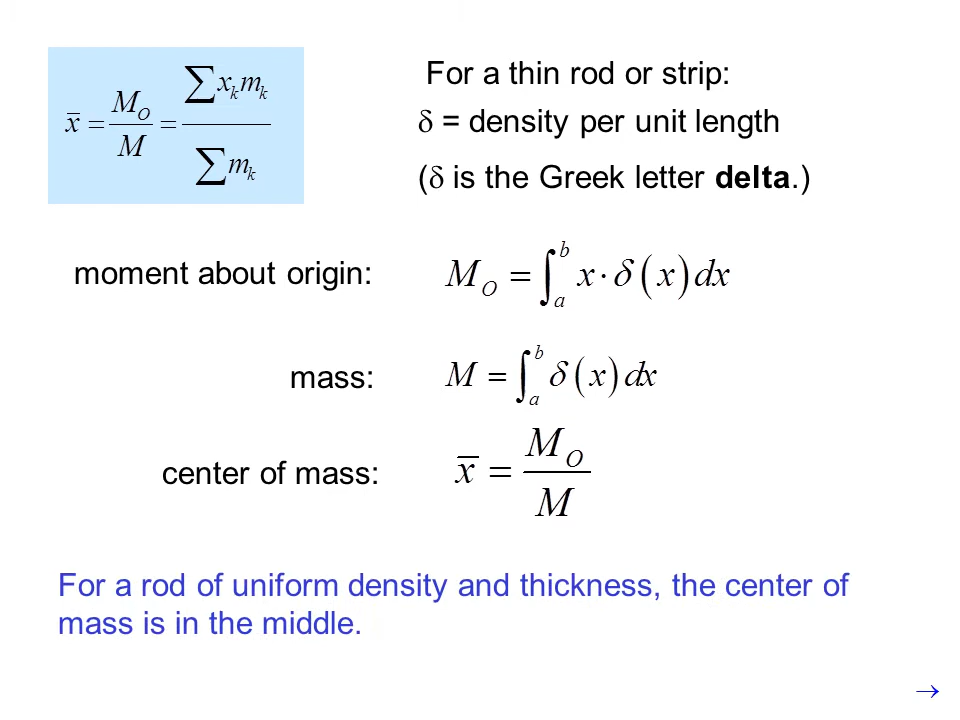 x̄ = M_O / M = ∑x_k m_k / ∑m_k
For a thin rod or strip:
δ = density per unit length
(δ is the Greek letter delta.)
moment about origin: M_O = ∫_a^b x · δ(x) dx
mass: M = ∫_a^b δ(x) dx
center of mass: x̄ = M_O / M
For a rod of uniform density and thickness, the center of
mass is in the middle.
→